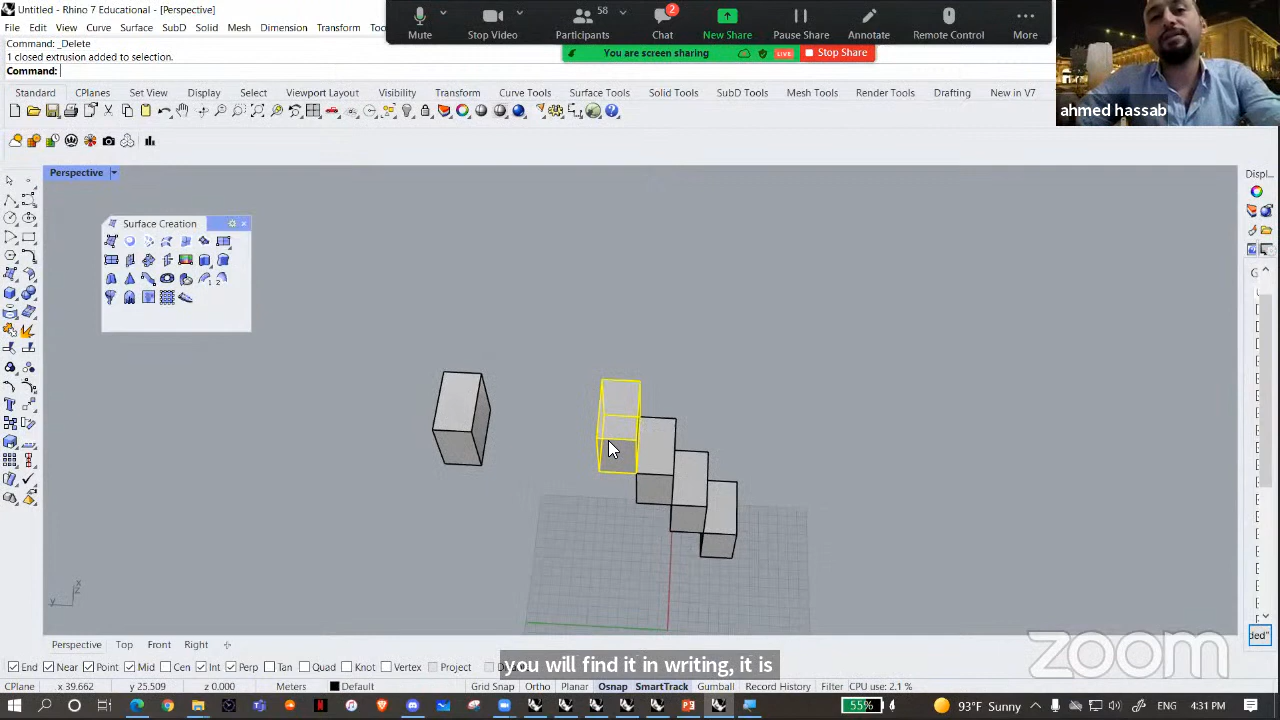 Untitled - Rhino 7 Educational - [Perspective]
File Edit View Curve Surface SubD Solid Mesh Dimension Transform Tools
Command: _Delete
1 closed extrusion added to selection.
Command:
Mute Stop Video Participants 58 Chat 2 New Share Pause Share Annotate Remote Control More
You are screen sharing LIVE Stop Share
ahmed hassab
Standard CPlanes Set View Display Select Viewport Layout Visibility Transform Curve Tools Surface Tools Solid Tools SubD Tools Mesh Tools Render Tools Drafting New in V7
Perspective
Displ...
Surface Creation
z x
y
ded"
Perspective Top Front Right
zoom
you will find it in writing, it is
End Near Point Mid Cen Int Perp Tan Quad Knot Vertex Project
CPlane x 39.662 y 25.509 z 0.000 Meters Default Grid Snap Ortho Planar Osnap SmartTrack Gumball Record History Filter CPU use: 2.1 %
55% 93°F Sunny ENG 4:31 PM